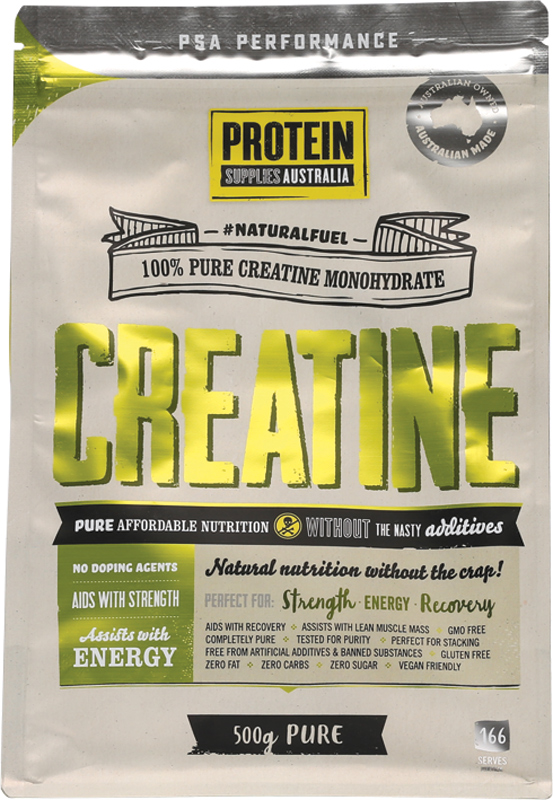 PSA PERFORMANCE
AUSTRALIAN OWNED
AUSTRALIAN MADE
PROTEIN
SUPPLIES AUSTRALIA
#NATURALFUEL
100% PURE CREATINE MONOHYDRATE
CREATINE
PURE AFFORDABLE NUTRITION WITHOUT THE NASTY additives
NO DOPING AGENTS
AIDS WITH STRENGTH
Assists with
ENERGY
Natural nutrition without the crap!
PERFECT FOR: Strength · ENERGY · Recovery
AIDS WITH RECOVERY ASSISTS WITH LEAN MUSCLE MASS GMO FREE
COMPLETELY PURE TESTED FOR PURITY PERFECT FOR STACKING
FREE FROM ARTIFICIAL ADDITIVES & BANNED SUBSTANCES GLUTEN FREE
ZERO FAT ZERO CARBS ZERO SUGAR VEGAN FRIENDLY
500g PURE
166
SERVES